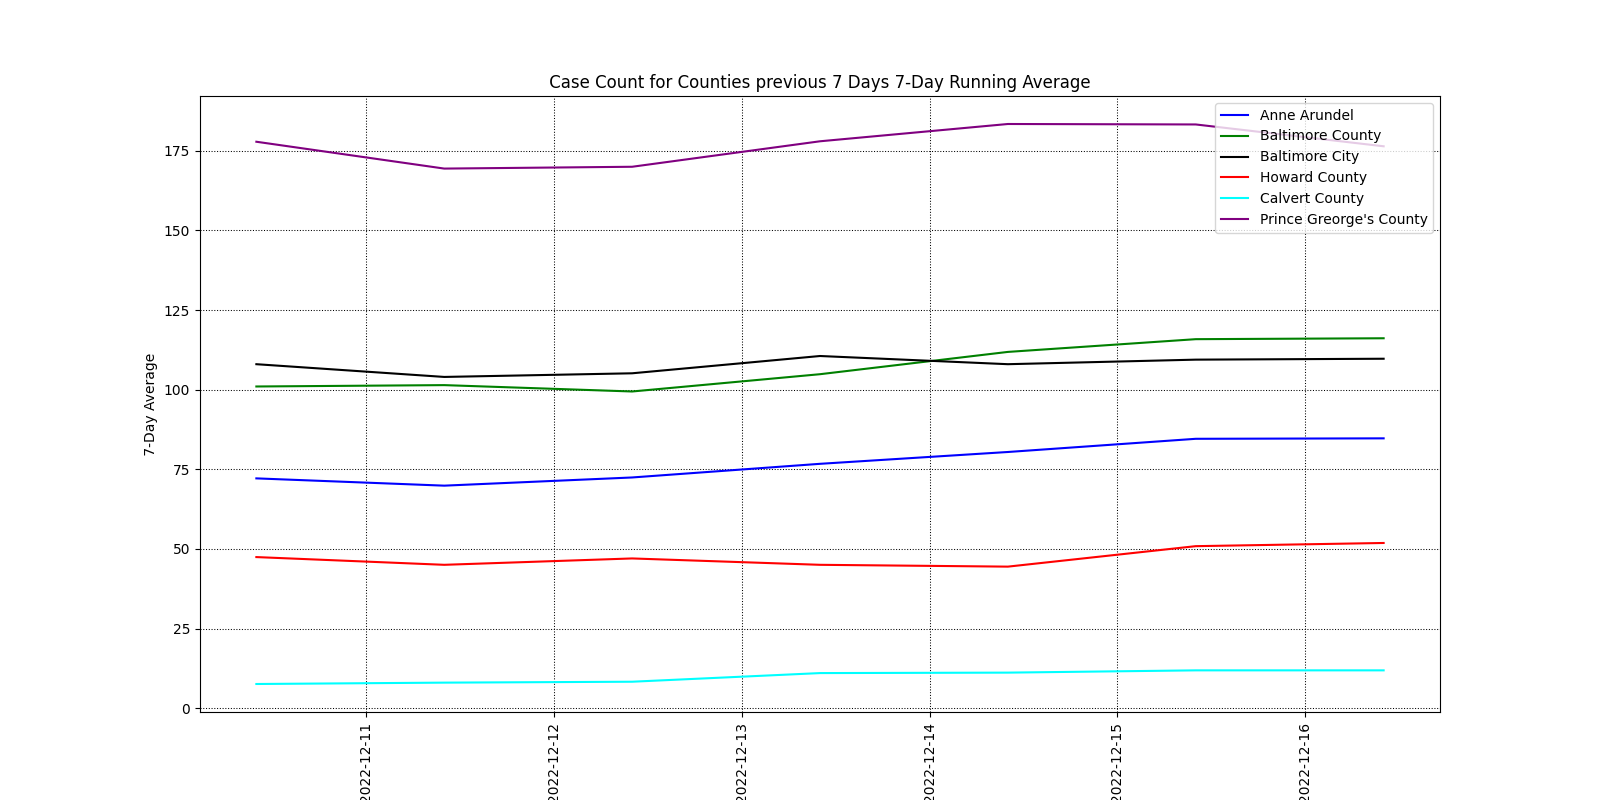 Case Count for Counties previous 7 Days 7-Day Running Average
Anne Arundel
Baltimore County
Baltimore City
Howard County
Calvert County
Prince Greorge's County
175
150
125
100
75
50
25
0
7-Day Average
2022-12-11
2022-12-12
2022-12-13
2022-12-14
2022-12-15
2022-12-16